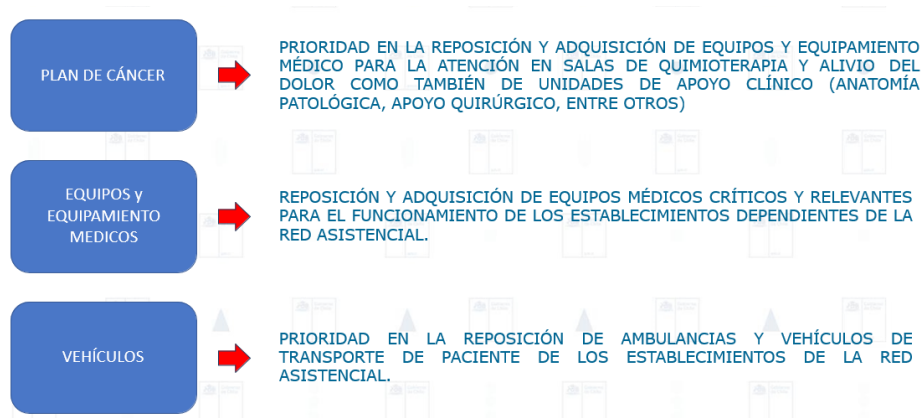 PLAN DE CÁNCER
PRIORIDAD EN LA REPOSICIÓN Y ADQUISICIÓN DE EQUIPOS Y EQUIPAMIENTO
MÉDICO PARA LA ATENCIÓN EN SALAS DE QUIMIOTERAPIA Y ALIVIO DEL
DOLOR COMO TAMBIÉN DE UNIDADES DE APOYO CLÍNICO (ANATOMÍA
PATOLÓGICA, APOYO QUIRÚRGICO, ENTRE OTROS)
EQUIPOS y
EQUIPAMIENTO
MEDICOS
REPOSICIÓN Y ADQUISICIÓN DE EQUIPOS MÉDICOS CRÍTICOS Y RELEVANTES
PARA EL FUNCIONAMIENTO DE LOS ESTABLECIMIENTOS DEPENDIENTES DE LA
RED ASISTENCIAL.
VEHÍCULOS
PRIORIDAD EN LA REPOSICIÓN DE AMBULANCIAS Y VEHÍCULOS DE
TRANSPORTE DE PACIENTE DE LOS ESTABLECIMIENTOS DE LA RED
ASISTENCIAL.